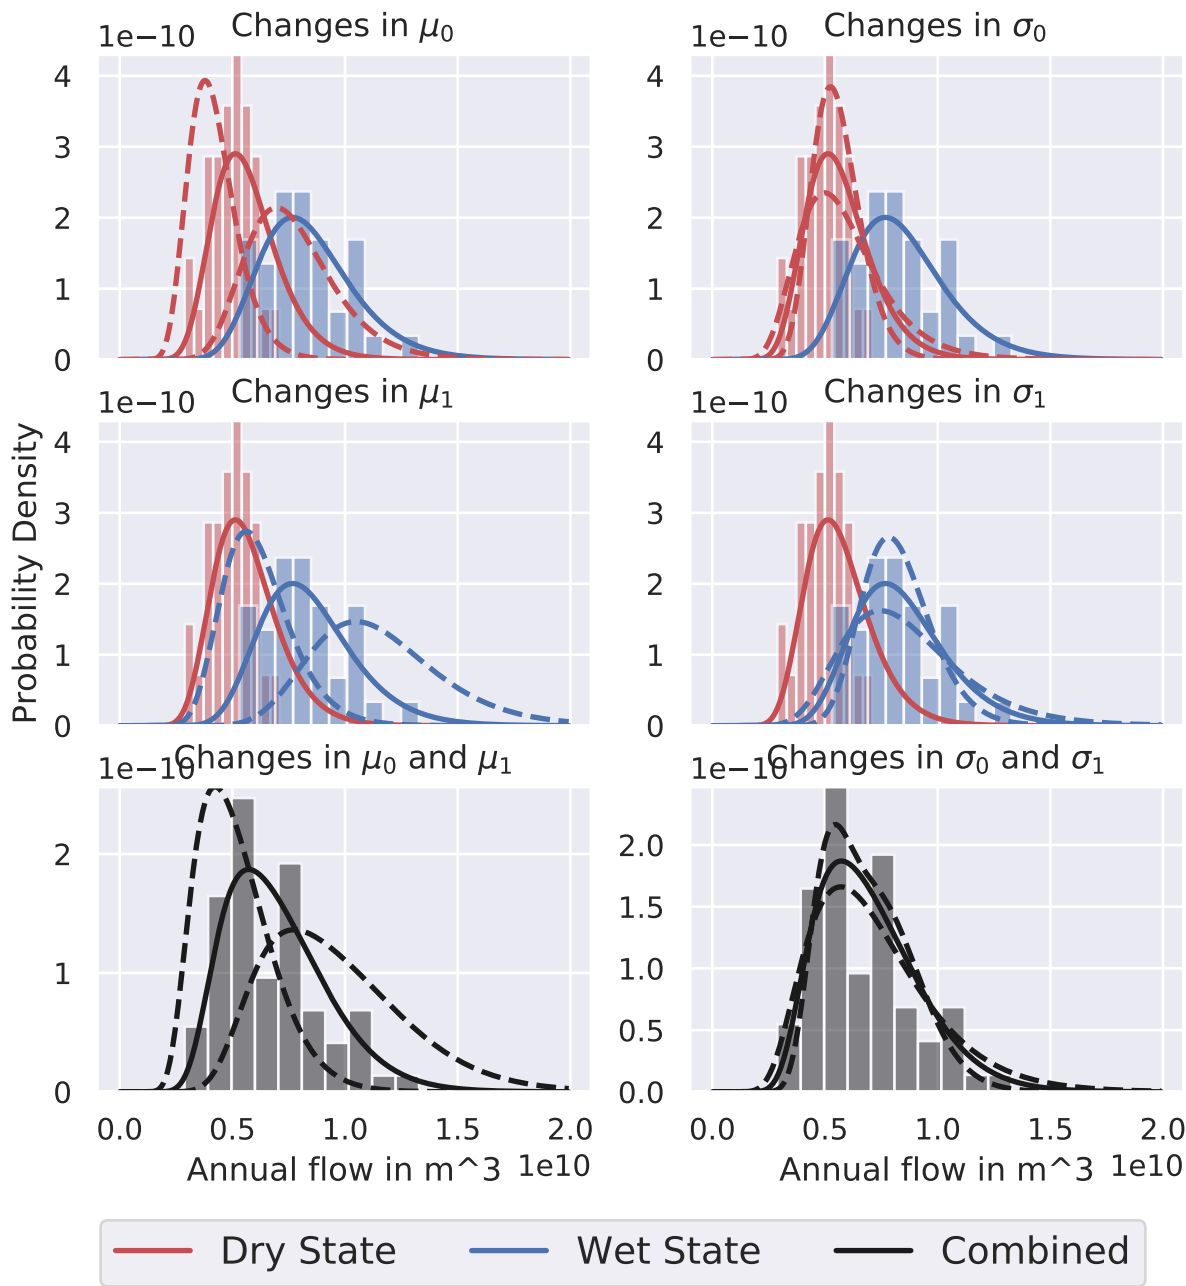 Changes in μ0
1e−10
4
3
2
1
0
Changes in σ0
1e−10
4
3
2
1
0
Changes in μ1
1e−10
4
3
2
1
0
Changes in σ1
1e−10
4
3
2
1
0
Probability Density
Changes in μ0 and μ1
1e−10
2
1
0
0.0 0.5 1.0 1.5 2.0
Annual flow in m^3 1e10
Changes in σ0 and σ1
1e−10
2.0
1.5
1.0
0.5
0.0
0.0 0.5 1.0 1.5 2.0
Annual flow in m^3 1e10
Dry State Wet State Combined